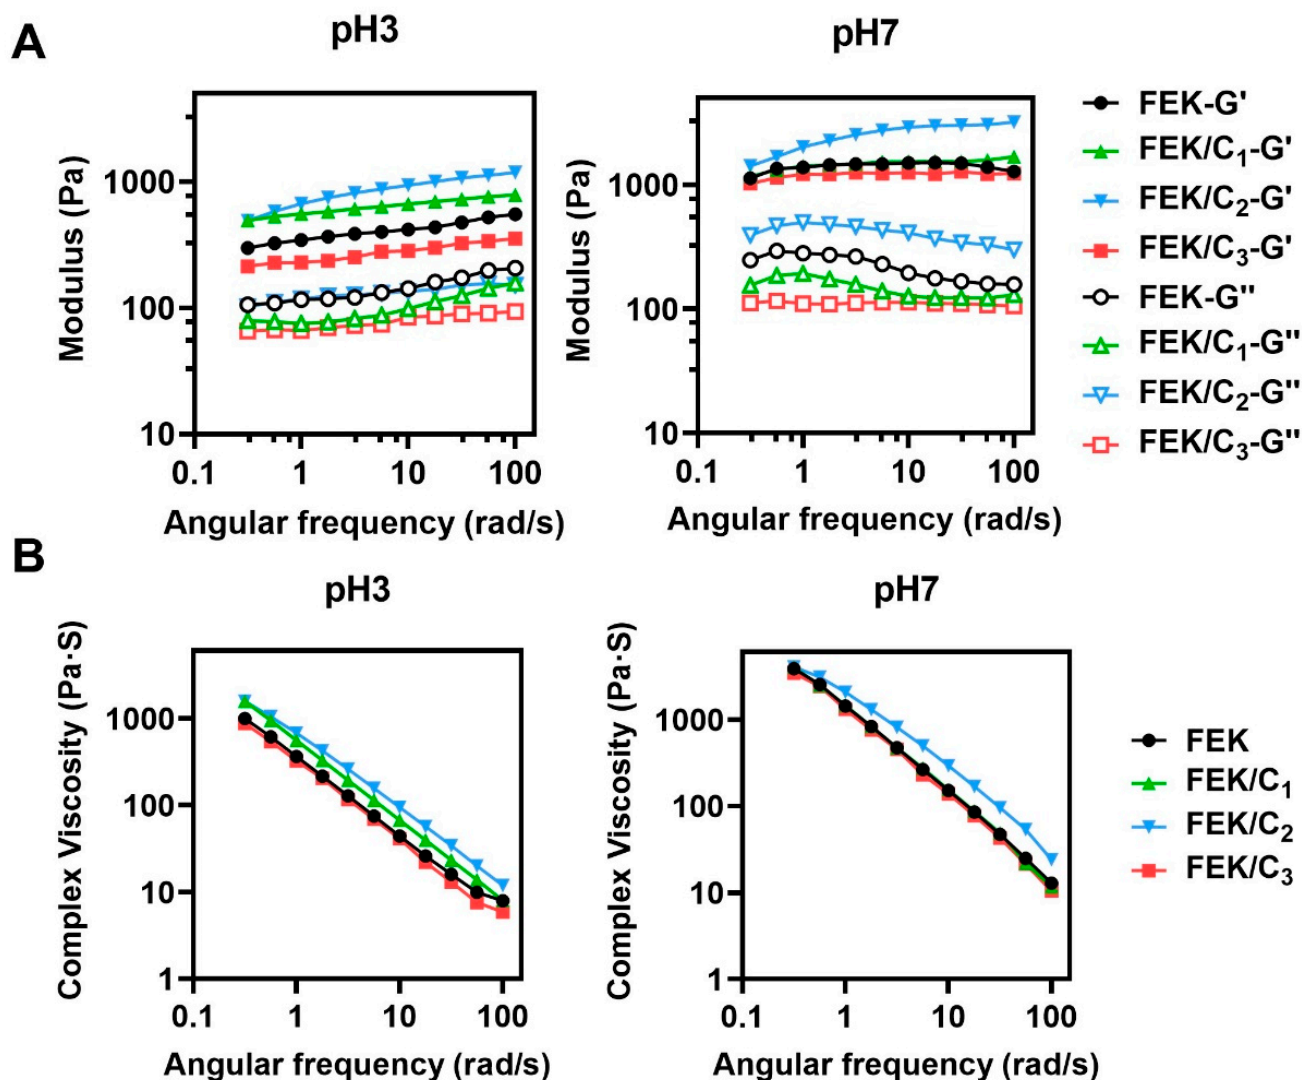 A
pH3
pH7
Modulus (Pa)
1000
100
10
0.1
1
10
100
Angular frequency (rad/s)
Modulus (Pa)
1000
100
10
0.1
1
10
100
Angular frequency (rad/s)
FEK-G'
FEK/C₁-G'
FEK/C₂-G'
FEK/C₃-G'
FEK-G''
FEK/C₁-G''
FEK/C₂-G''
FEK/C₃-G''
B
pH3
pH7
Complex Viscosity (Pa·S)
1000
100
10
1
0.1
1
10
100
Angular frequency (rad/s)
Complex Viscosity (Pa·S)
1000
100
10
1
0.1
1
10
100
Angular frequency (rad/s)
FEK
FEK/C₁
FEK/C₂
FEK/C₃